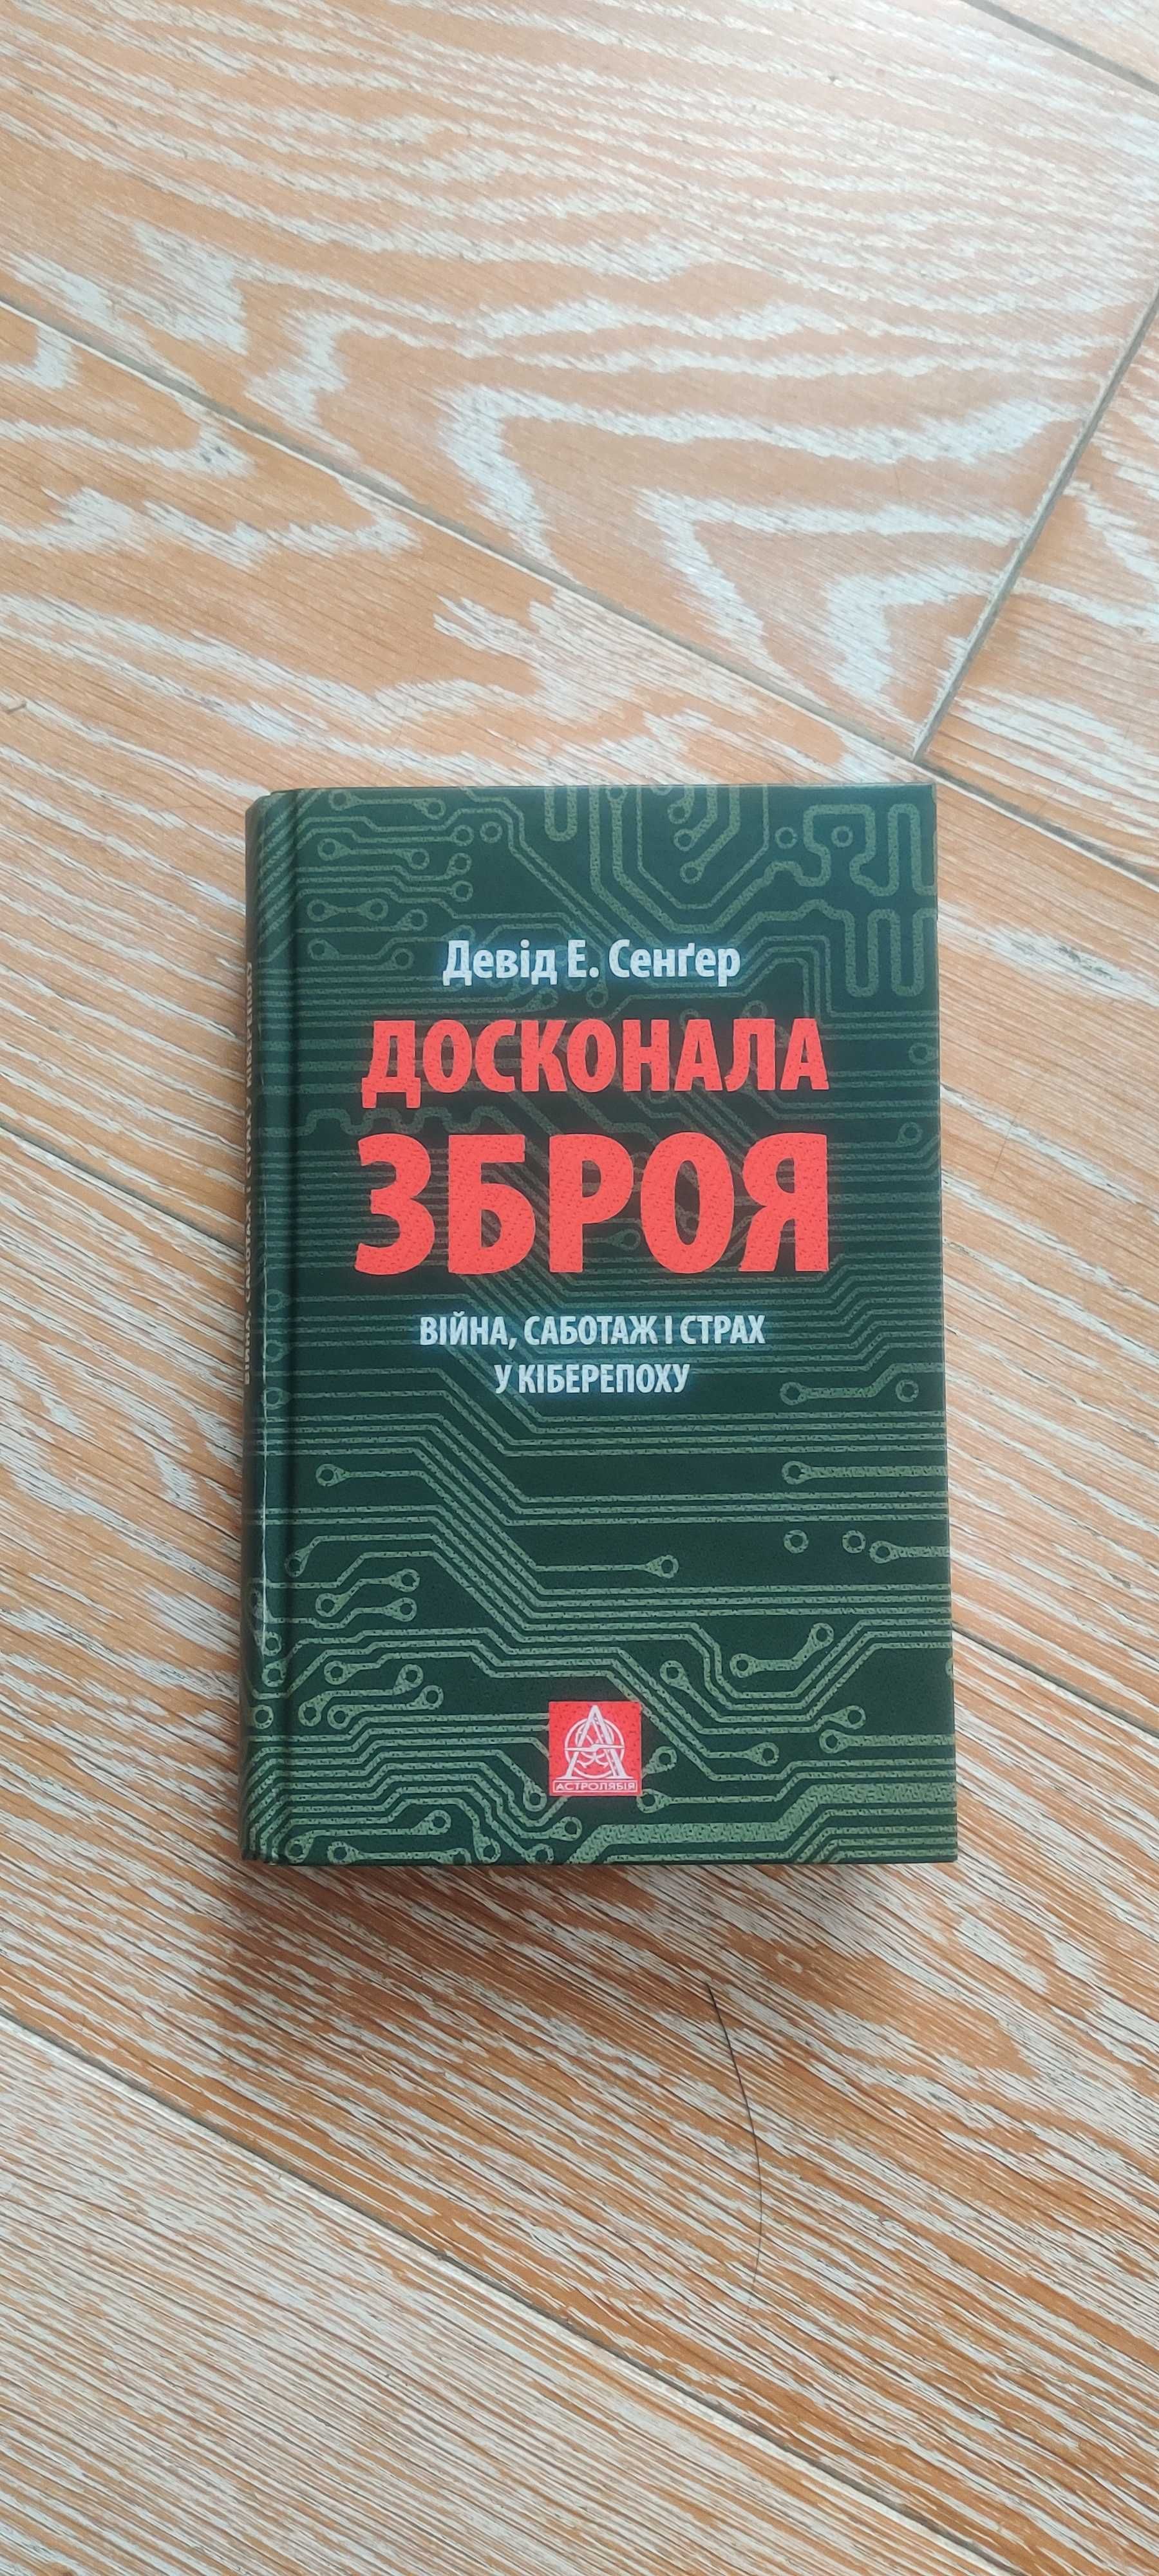 Девід Е. Сенґер
ДОСКОНАЛА
ЗБРОЯ
ВІЙНА, САБОТАЖ І СТРАХ
У КІБЕРЕПОХУ
АСТРОЛЯБІЯ